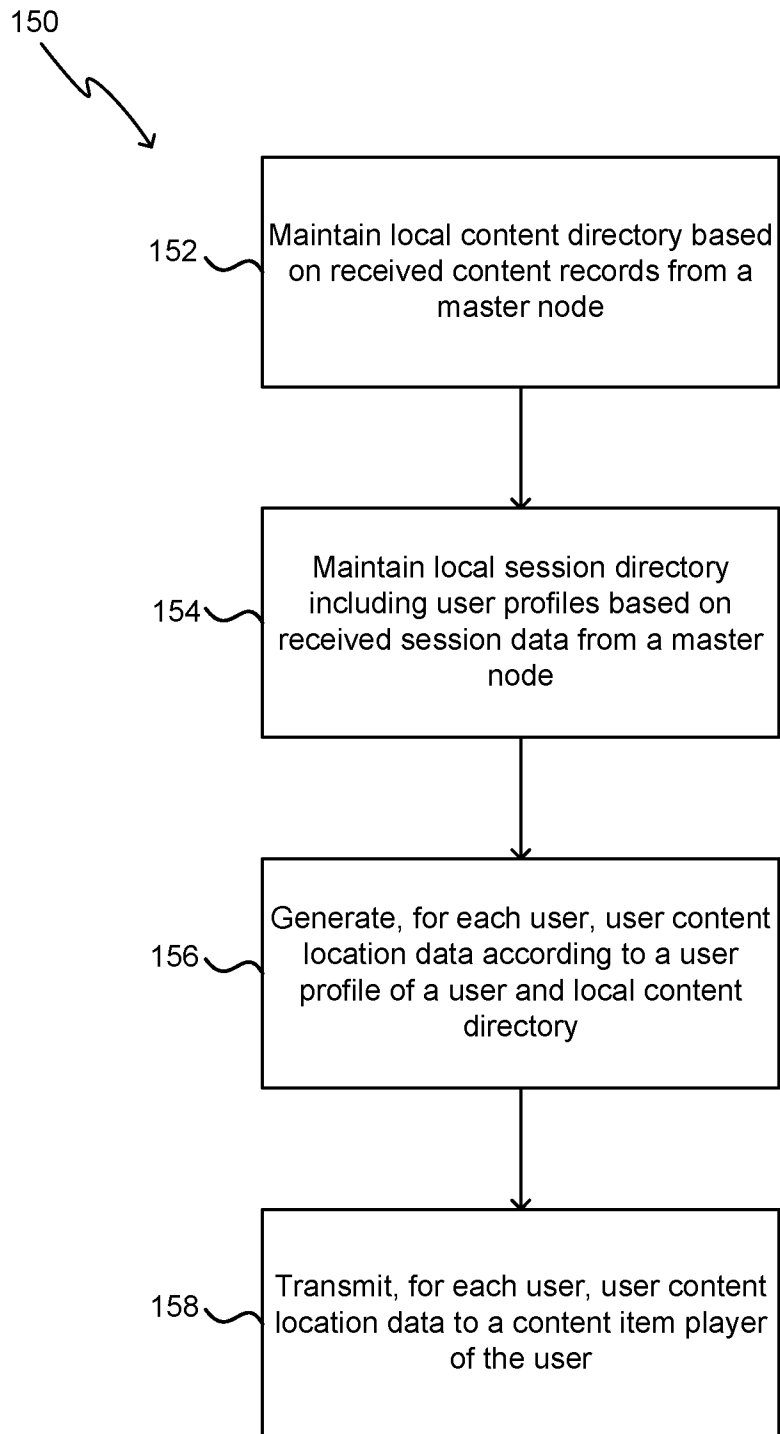 150
152
Maintain local content directory based
on received content records from a
master node
154
Maintain local session directory
including user profiles based on
received session data from a master
node
156
Generate, for each user, user content
location data according to a user
profile of a user and local content
directory
158
Transmit, for each user, user content
location data to a content item player
of the user